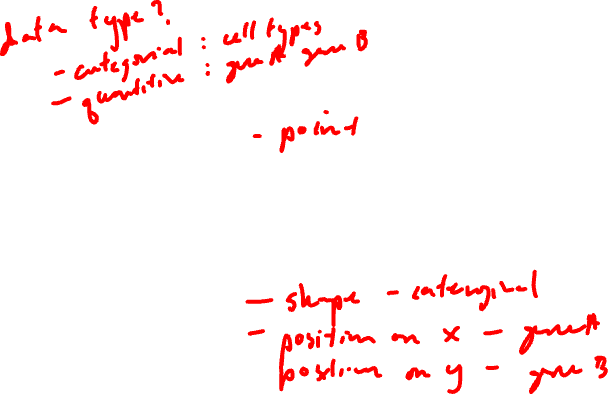 data type?
- categorical : cell types
- quantitive : gene A gene B
- point
- shape - categorical
- position on x - gene A
position on y - gene B